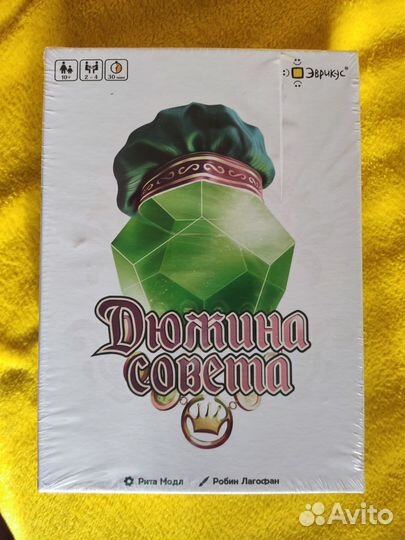 10+
2 - 4
30 мин
Эврикус
Дюжина
совета
Рита Модл
Робин Лагофан
Avito